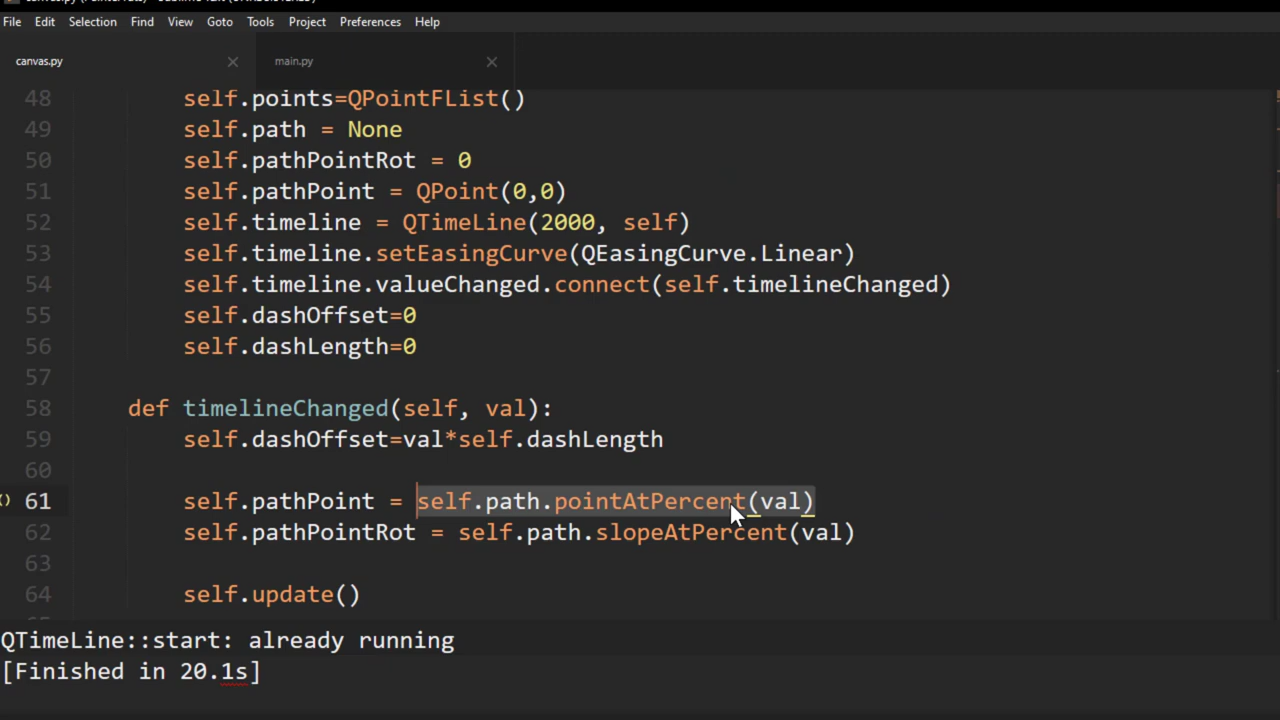 File Edit Selection Find View Goto Tools Project Preferences Help
canvas.py × main.py ×
48 self.points=QPointFList()
49 self.path = None
50 self.pathPointRot = 0
51 self.pathPoint = QPoint(0,0)
52 self.timeline = QTimeLine(2000, self)
53 self.timeline.setEasingCurve(QEasingCurve.Linear)
54 self.timeline.valueChanged.connect(self.timelineChanged)
55 self.dashOffset=0
56 self.dashLength=0
57
58 def timelineChanged(self, val):
59 self.dashOffset=val*self.dashLength
60
61 self.pathPoint = self.path.pointAtPercent(val)
62 self.pathPointRot = self.path.slopeAtPercent(val)
63
64 self.update()
QTimeLine::start: already running
[Finished in 20.1s]